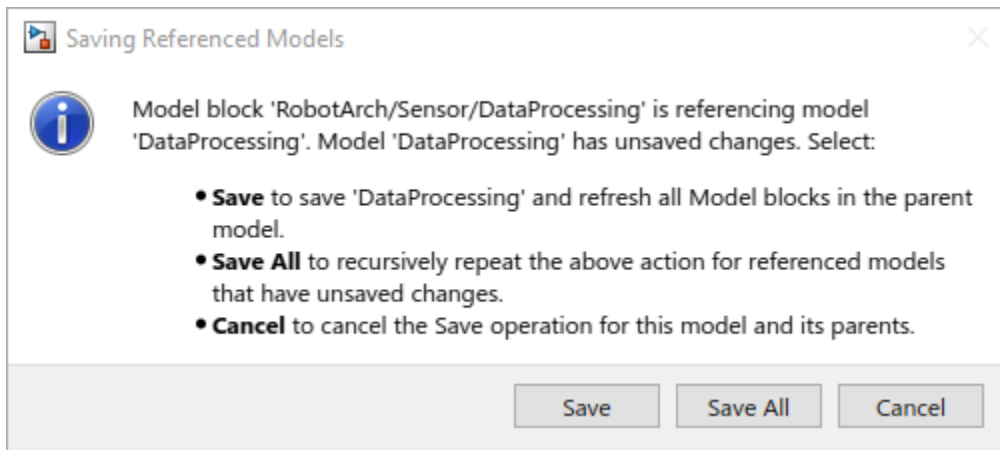 Saving Referenced Models
Model block 'RobotArch/Sensor/DataProcessing' is referencing model
'DataProcessing'. Model 'DataProcessing' has unsaved changes. Select:
• Save to save 'DataProcessing' and refresh all Model blocks in the parent
model.
• Save All to recursively repeat the above action for referenced models
that have unsaved changes.
• Cancel to cancel the Save operation for this model and its parents.
Save Save All Cancel